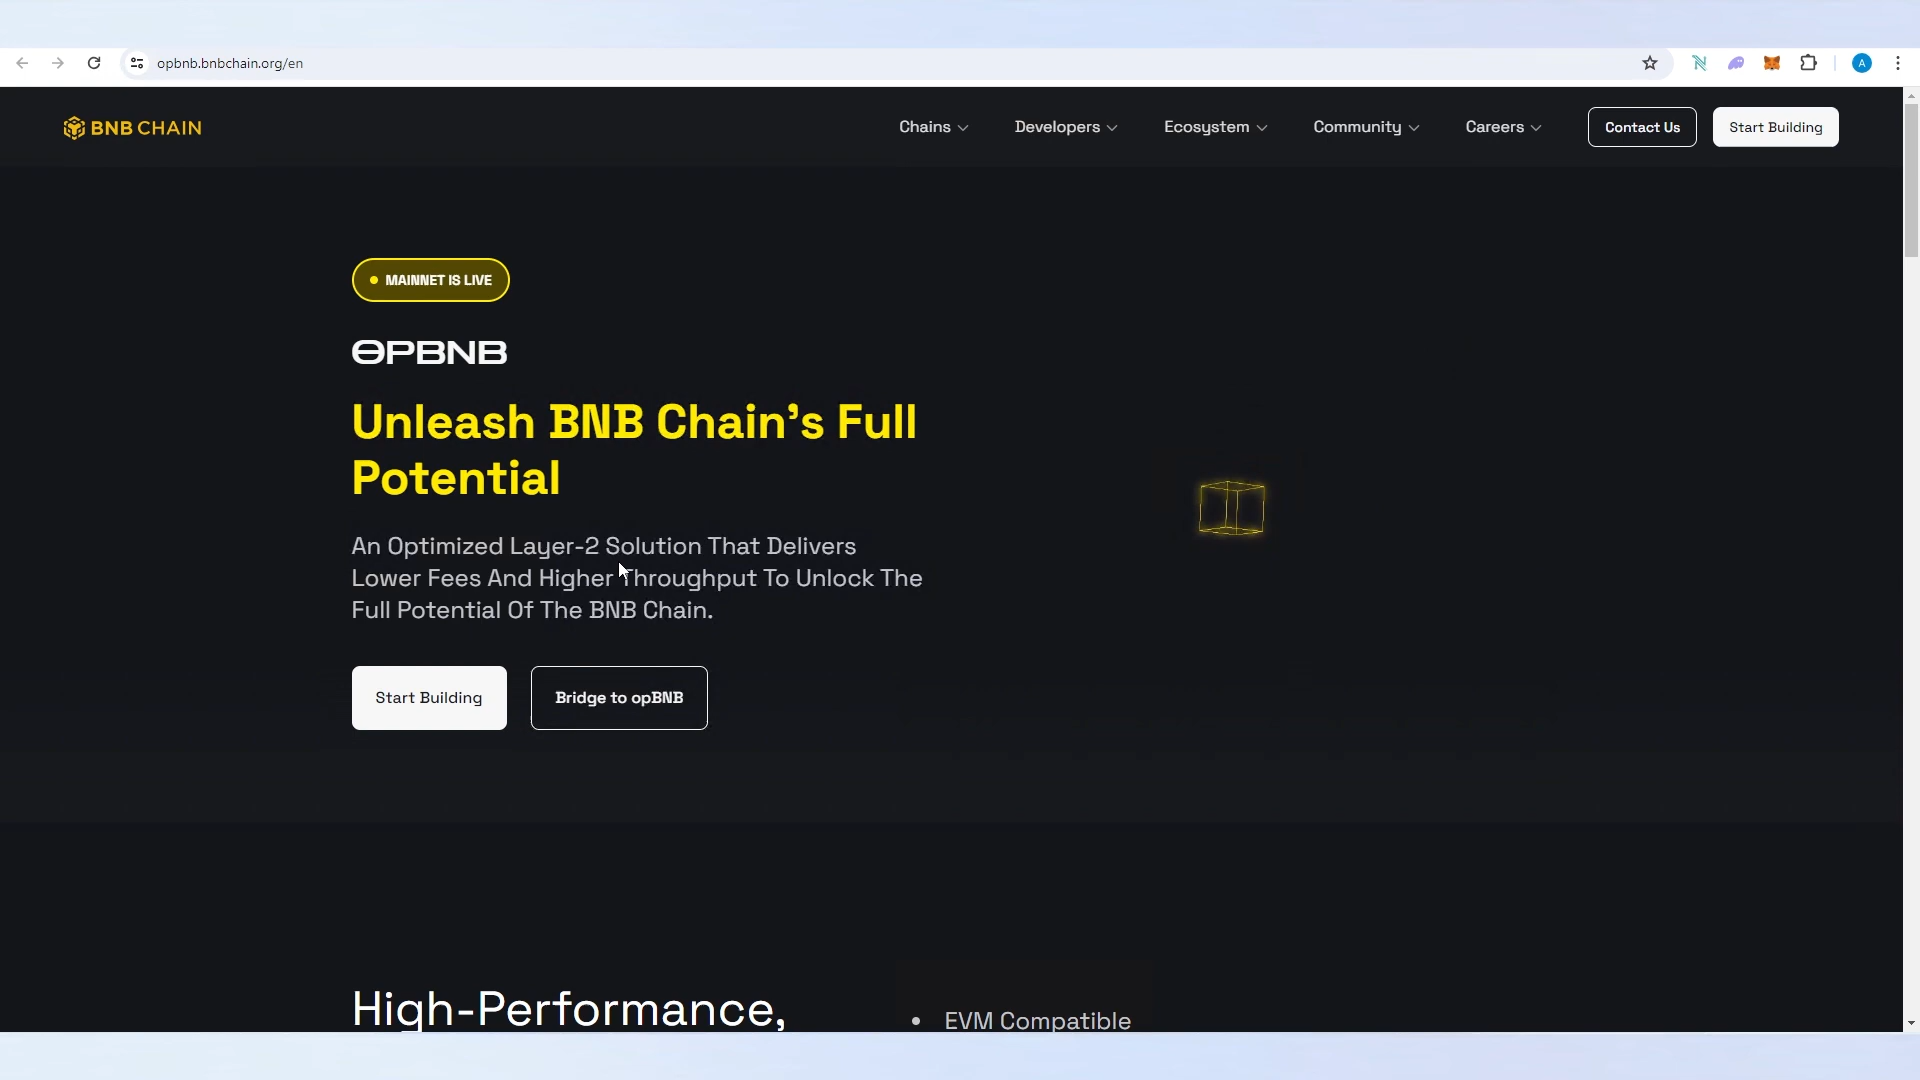 opbnb.bnbchain.org/en
A
BNB CHAIN
Chains
Developers
Ecosystem
Community
Careers
Contact Us
Start Building
MAINNET IS LIVE
OPBNB
Unleash BNB Chain’s Full
Potential
An Optimized Layer-2 Solution That Delivers
Lower Fees And Higher Throughput To Unlock The
Full Potential Of The BNB Chain.
Start Building
Bridge to opBNB
High-Performance,
• EVM Compatible